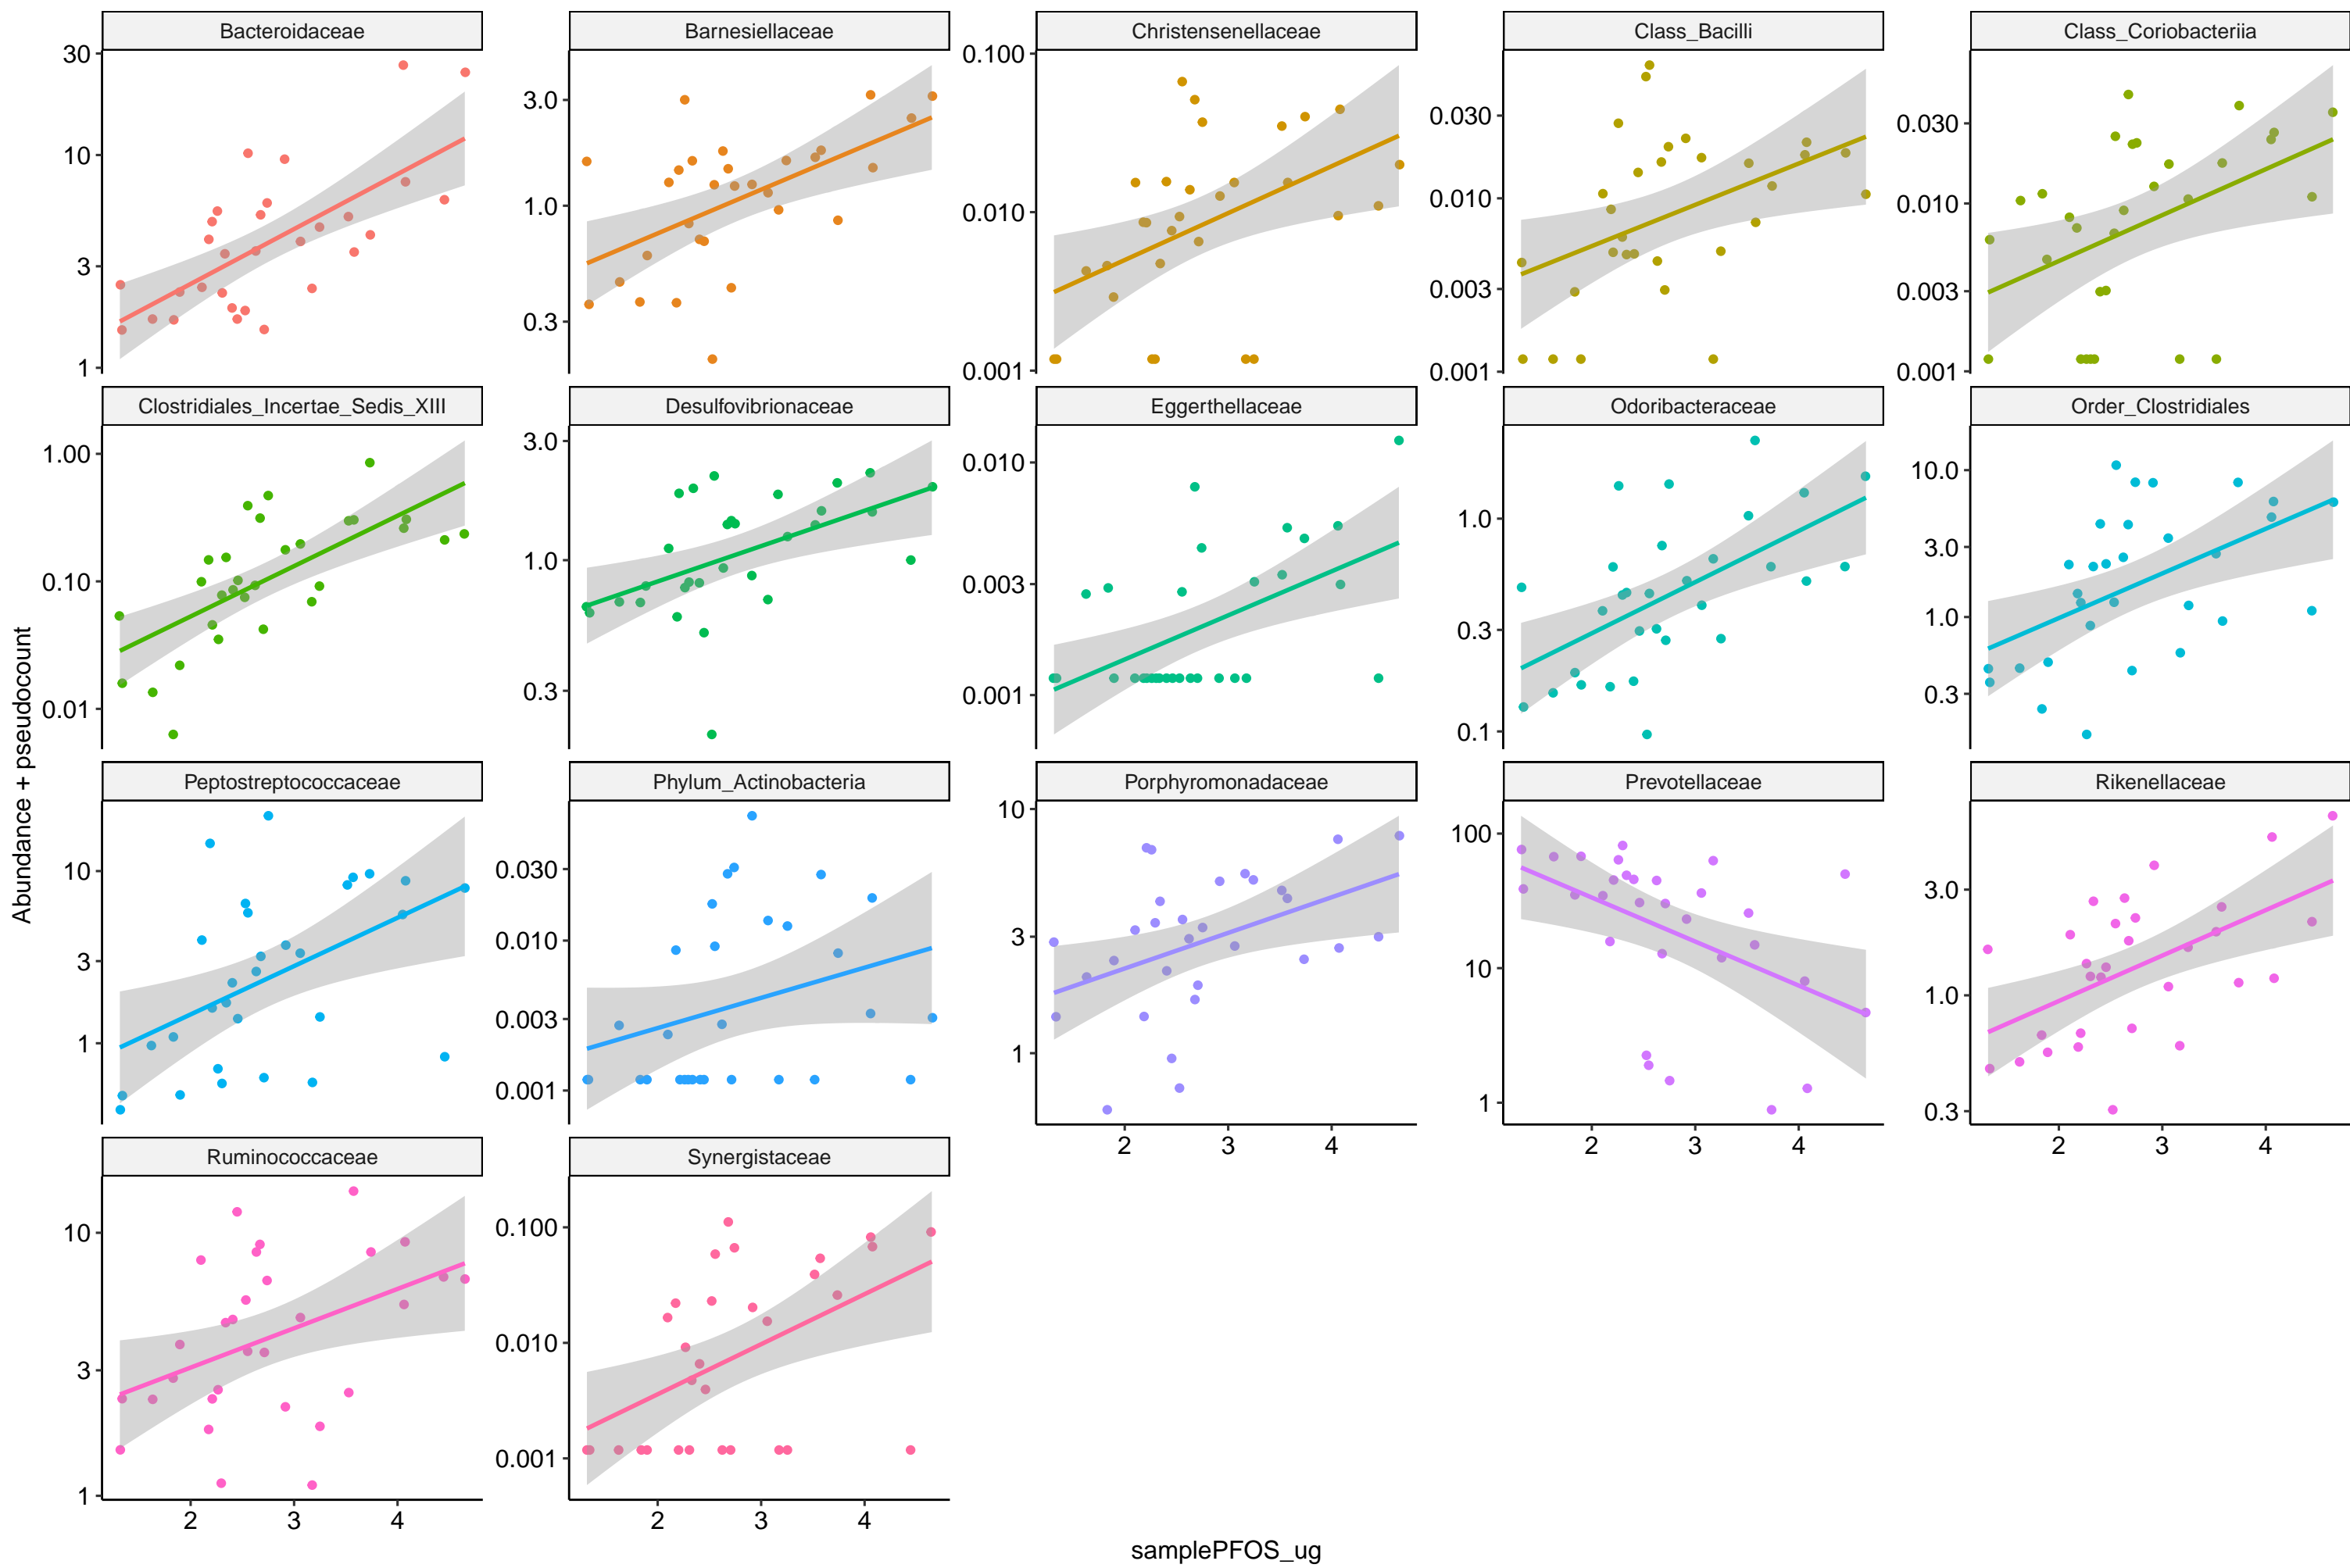 Bacteroidaceae
Barnesiellaceae
Christensenellaceae
Class_Bacilli
Class_Coriobacteriia
30
10
3
1
3.0
1.0
0.3
0.100
0.010
0.001
0.030
0.010
0.003
0.001
0.030
0.010
0.003
0.001
Clostridiales_Incertae_Sedis_XIII
Desulfovibrionaceae
Eggerthellaceae
Odoribacteraceae
Order_Clostridiales
1.00
0.10
0.01
3.0
1.0
0.3
0.010
0.003
0.001
1.0
0.3
0.1
10.0
3.0
1.0
0.3
Abundance + pseudocount
Peptostreptococcaceae
Phylum_Actinobacteria
Porphyromonadaceae
Prevotellaceae
Rikenellaceae
10
3
1
0.030
0.010
0.003
0.001
10
3
1
100
10
1
3.0
1.0
0.3
2 3 4
2 3 4
2 3 4
Ruminococcaceae
Synergistaceae
10
3
1
0.100
0.010
0.001
2 3 4
2 3 4
samplePFOS_ug